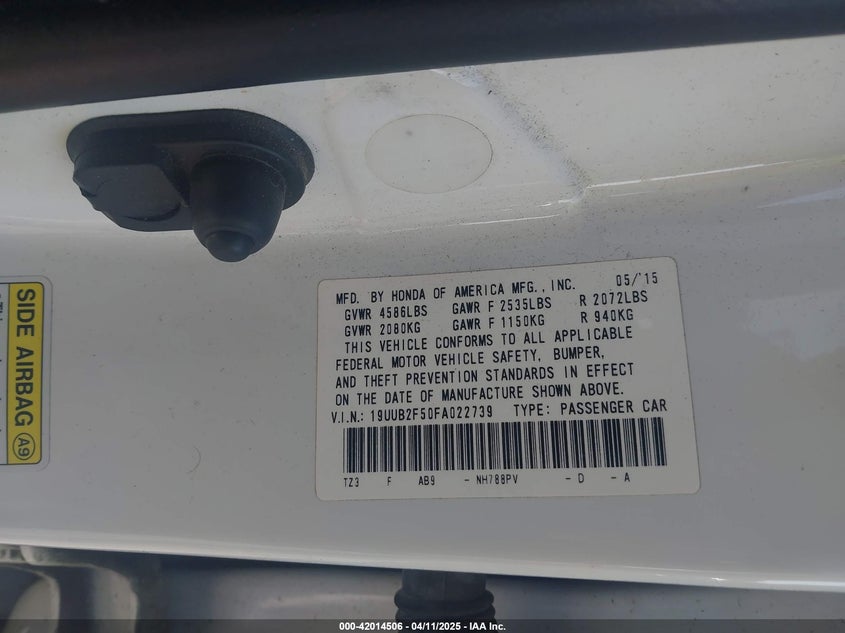 SIDE AIRBAG A9
MFD. BY HONDA OF AMERICA MFG., INC. 05/'15
GVWR 4586LBS GAWR F 2535LBS R 2072LBS
GVWR 2080KG GAWR F 1150KG R 940KG
THIS VEHICLE CONFORMS TO ALL APPLICABLE
FEDERAL MOTOR VEHICLE SAFETY, BUMPER,
AND THEFT PREVENTION STANDARDS IN EFFECT
ON THE DATE OF MANUFACTURE SHOWN ABOVE.
V.I.N.: 19UUB2F50FA022739 TYPE: PASSENGER CAR
TZ3 F AB9 - NH788PV - D - A
000-42014506 - 04/11/2025 - IAA Inc.